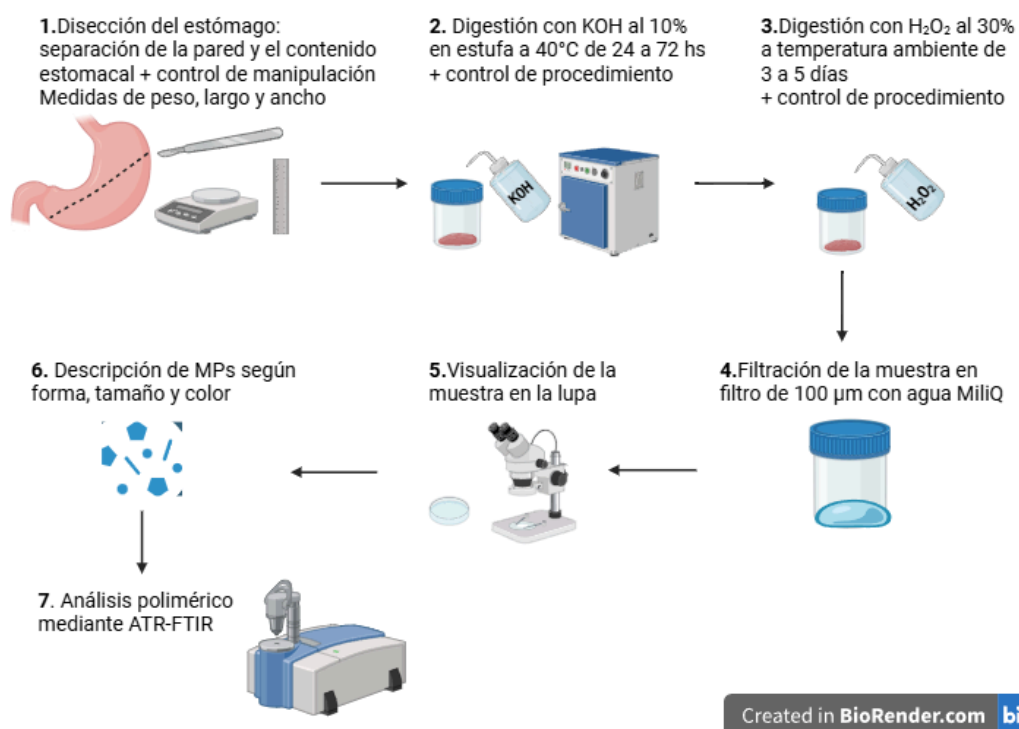 1.Disección del estómago:
separación de la pared y el contenido
estomacal + control de manipulación
Medidas de peso, largo y ancho
2. Digestión con KOH al 10%
en estufa a 40°C de 24 a 72 hs
+ control de procedimiento
KOH
3.Digestión con H₂O₂ al 30%
a temperatura ambiente de
3 a 5 días
+ control de procedimiento
H₂O₂
4.Filtración de la muestra en
filtro de 100 µm con agua MiliQ
5.Visualización de la
muestra en la lupa
6. Descripción de MPs según
forma, tamaño y color
7. Análisis polimérico
mediante ATR-FTIR
Created in BioRender.com bi